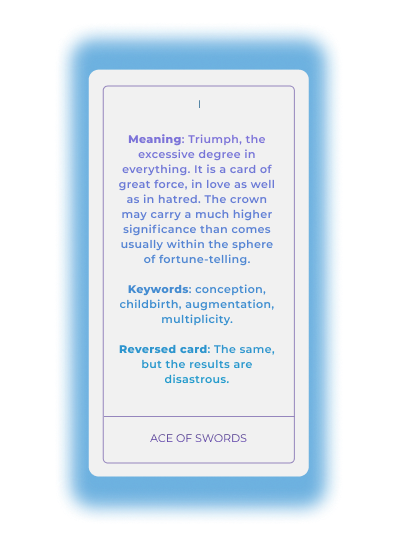 I
Meaning: Triumph, the
excessive degree in
everything. It is a card of
great force, in love as well
as in hatred. The crown
may carry a much higher
significance than comes
usually within the sphere
of fortune-telling.
Keywords: conception,
childbirth, augmentation,
multiplicity.
Reversed card: The same,
but the results are
disastrous.
ACE OF SWORDS